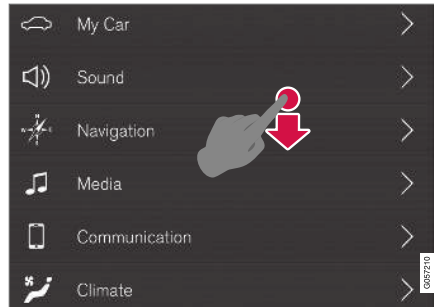 My Car
Sound
Navigation
Media
Communication
Climate
G057210